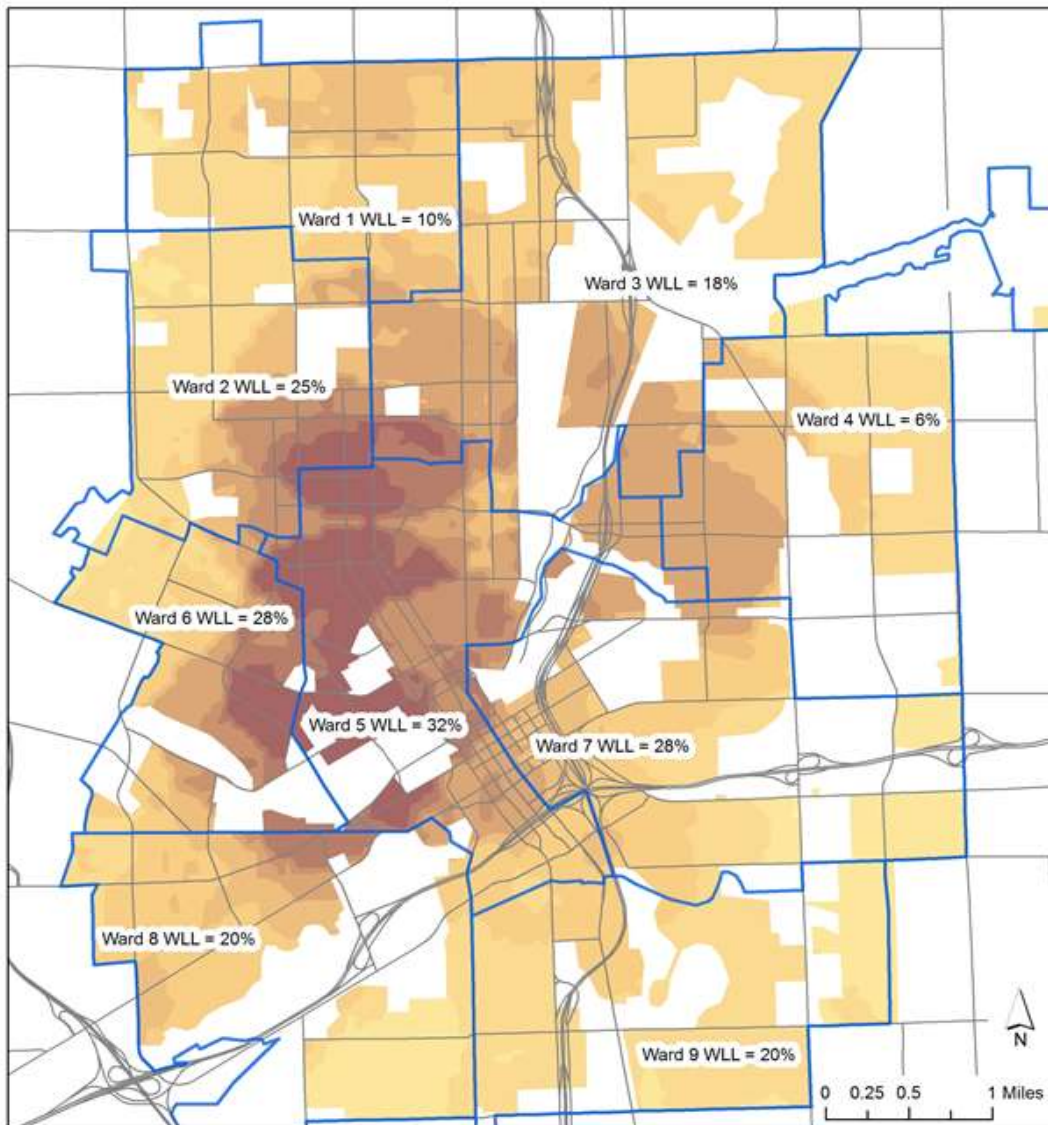 Ward 1 WLL = 10%
Ward 3 WLL = 18%
Ward 2 WLL = 25%
Ward 4 WLL = 6%
Ward 6 WLL = 28%
Ward 5 WLL = 32%
Ward 7 WLL = 28%
Ward 8 WLL = 20%
N
Ward 9 WLL = 20%
0 0.25 0.5 1 Miles